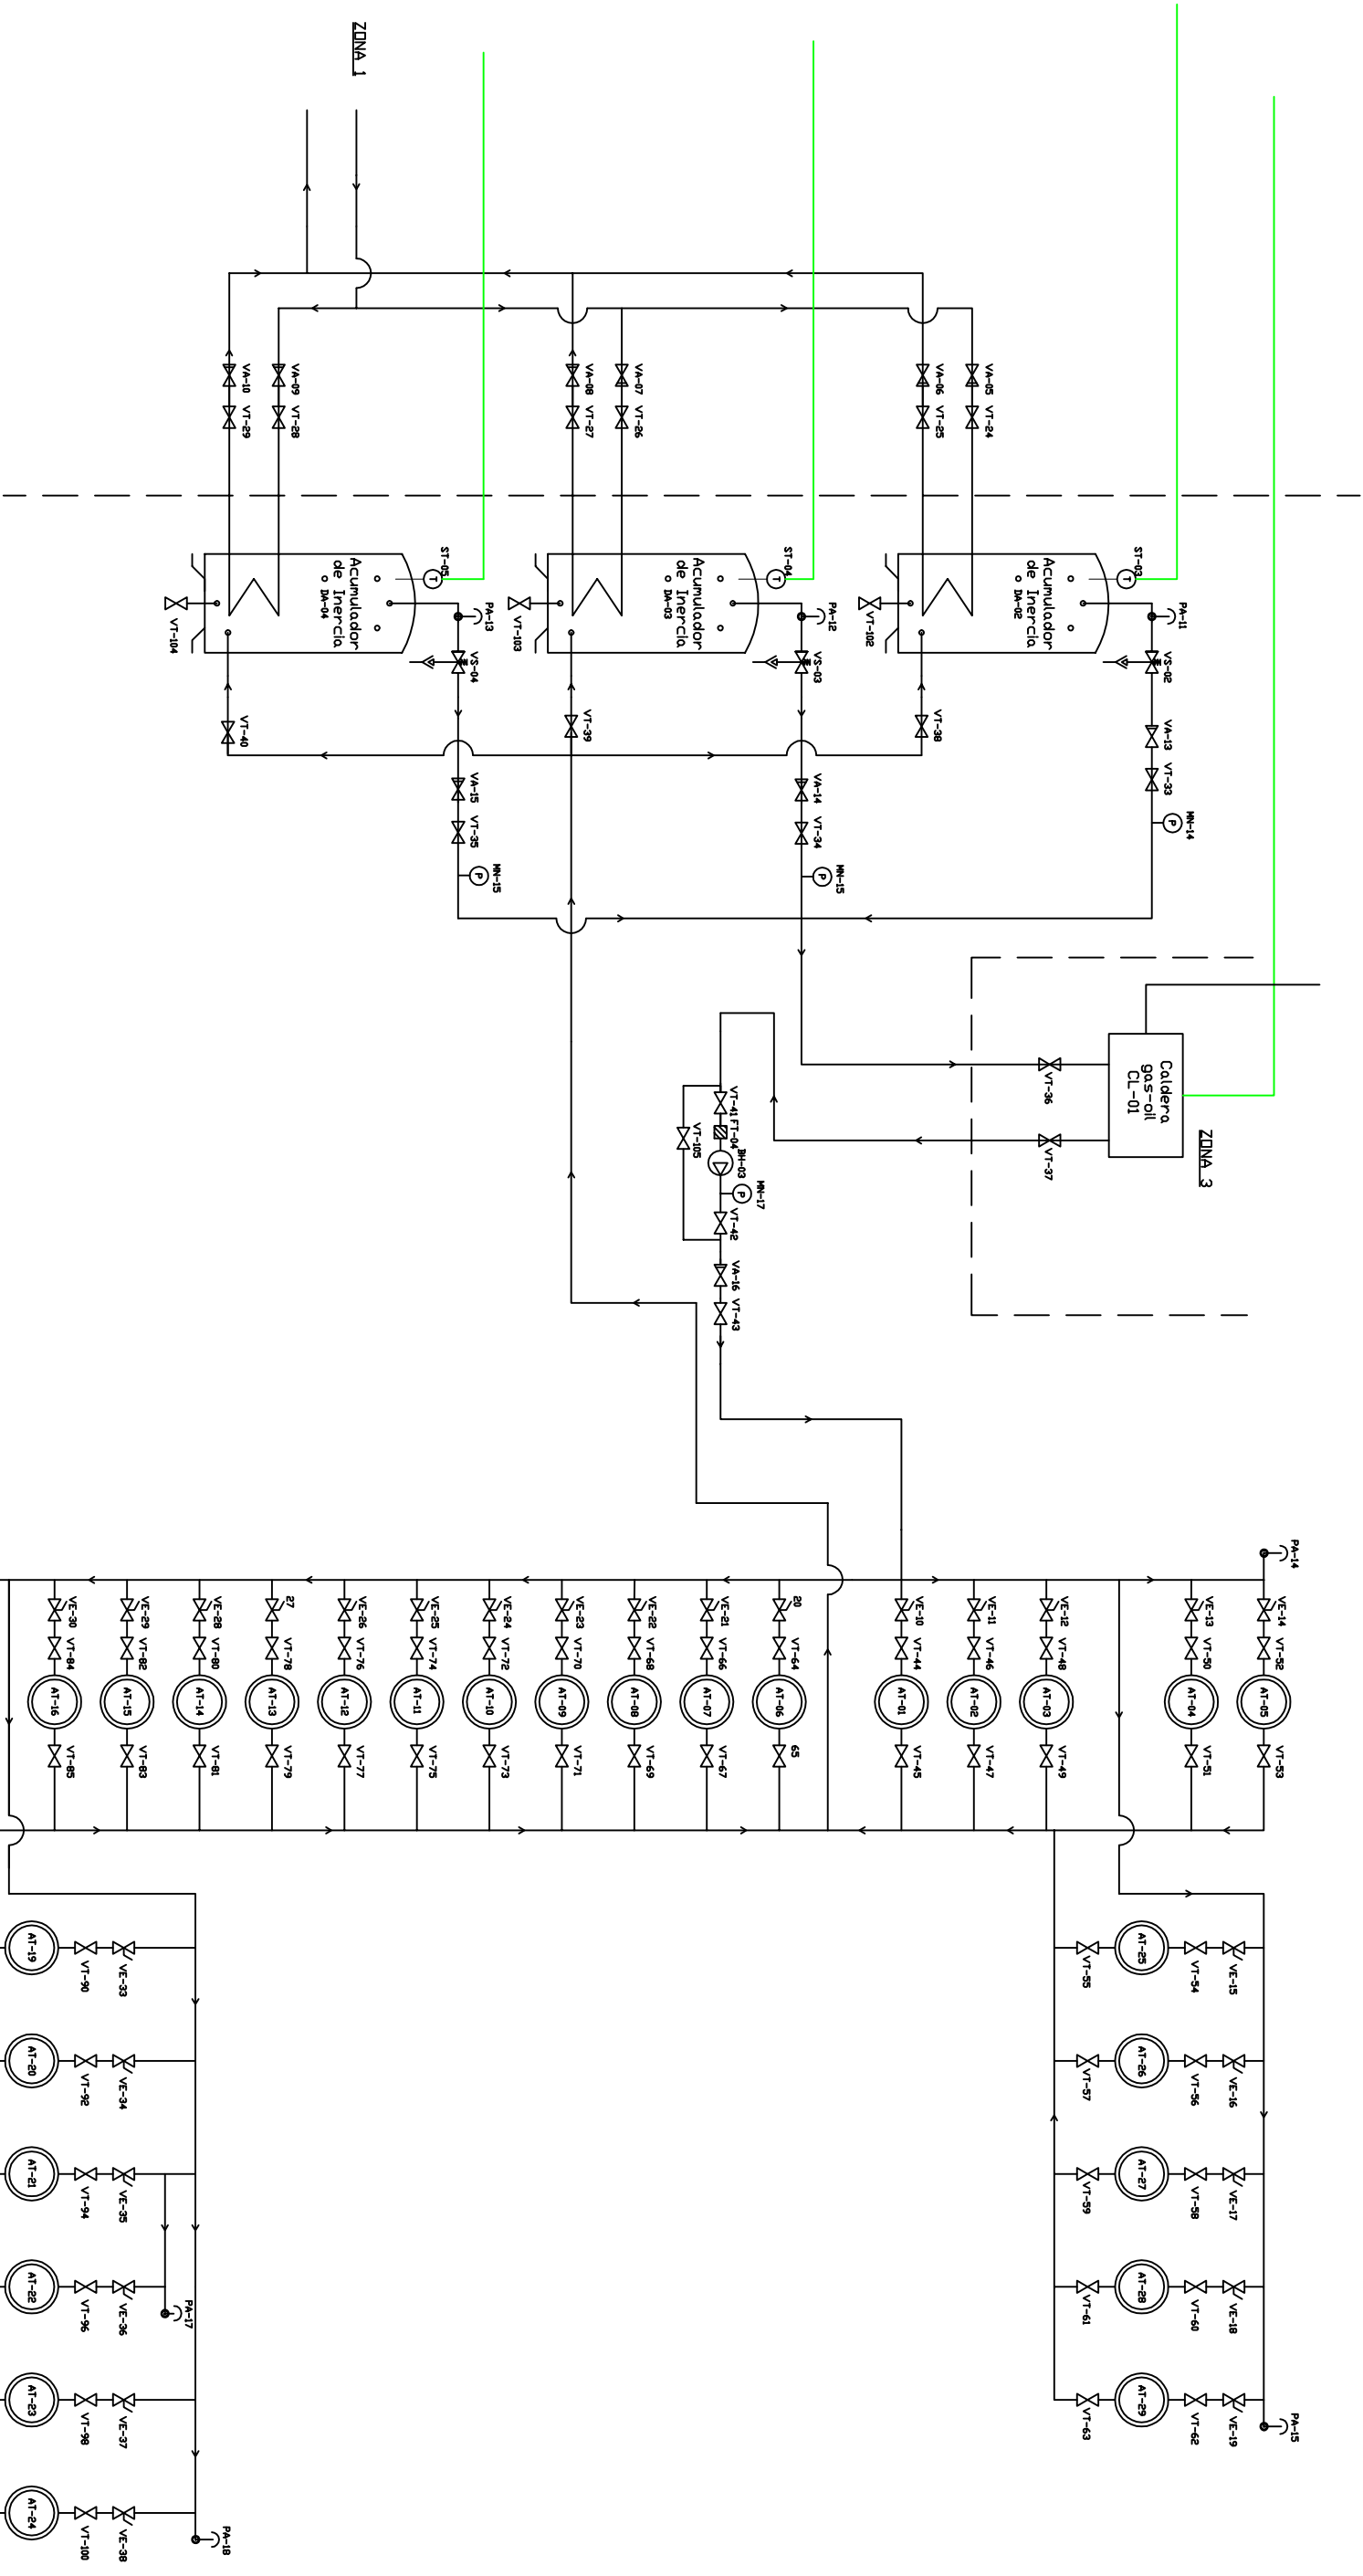 ZONA 1
VA-10
VT-29
VA-09
VT-28
VA-08
VT-27
VA-07
VT-26
VA-06
VT-25
VA-05
VT-24
ST-05
Acumulador
de Inercia
DA-04
VT-104
PA-13
VS-04
ST-04
Acumulador
de Inercia
DA-03
VT-103
PA-12
VS-03
ST-03
Acumulador
de Inercia
DA-02
VT-102
PA-11
VS-02
T
T
T
VT-40
VT-39
VT-38
VA-15
VT-35
MN-15
P
VA-14
VT-34
MN-15
P
VA-13
VT-33
MN-14
P
Caldera
gas-oil
CL-01
ZONA 3
VT-36
VT-37
VT-41
FT-04
BH-03
MN-17
P
VT-42
VT-105
VA-16
VT-43
PA-14
VE-30
VT-84
AT-16
VT-85
VE-29
VT-82
AT-15
VT-83
VE-28
VT-80
AT-14
VT-81
27
VT-78
AT-13
VT-79
VE-26
VT-76
AT-12
VT-77
VE-25
VT-74
AT-11
VT-75
VE-24
VT-72
AT-10
VT-73
VE-23
VT-70
AT-09
VT-71
VE-22
VT-68
AT-08
VT-69
VE-21
VT-66
AT-07
VT-67
20
VT-64
AT-06
65
VE-10
VT-44
AT-01
VT-45
VE-11
VT-46
AT-02
VT-47
VE-12
VT-48
AT-03
VT-49
VE-13
VT-50
AT-04
VT-51
VE-14
VT-52
AT-05
VT-53
AT-19
VT-90
VE-33
AT-20
VT-92
VE-34
AT-21
VT-94
VE-35
AT-22
VT-96
VE-36
PA-17
AT-23
VT-98
VE-37
AT-24
VT-100
VE-38
PA-18
VT-55
AT-25
VT-54
VE-15
VT-57
AT-26
VT-56
VE-16
VT-59
AT-27
VT-58
VE-17
VT-61
AT-28
VT-60
VE-18
VT-63
AT-29
VT-62
VE-19
PA-15